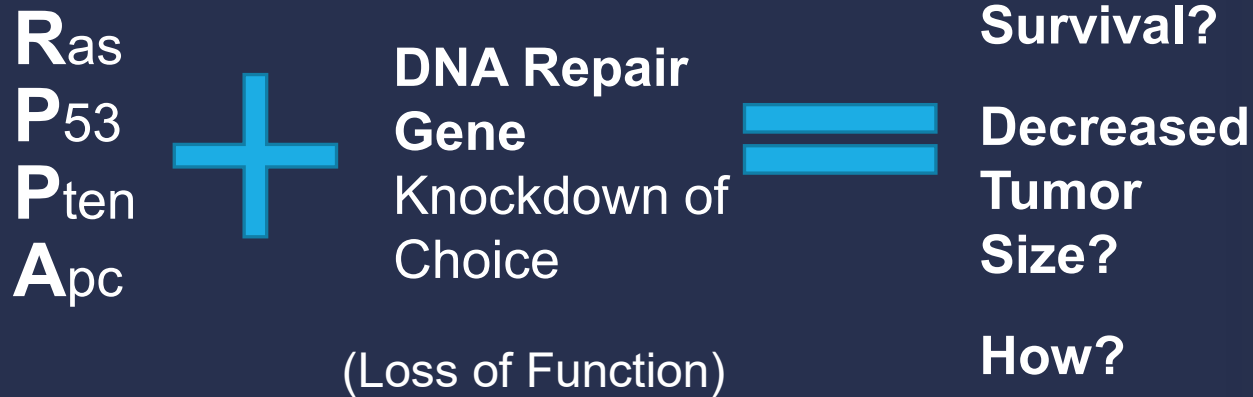 Ras
P53
Pten
Apc
DNA Repair
Gene
Knockdown of
Choice
(Loss of Function)
Survival?
Decreased
Tumor
Size?
How?